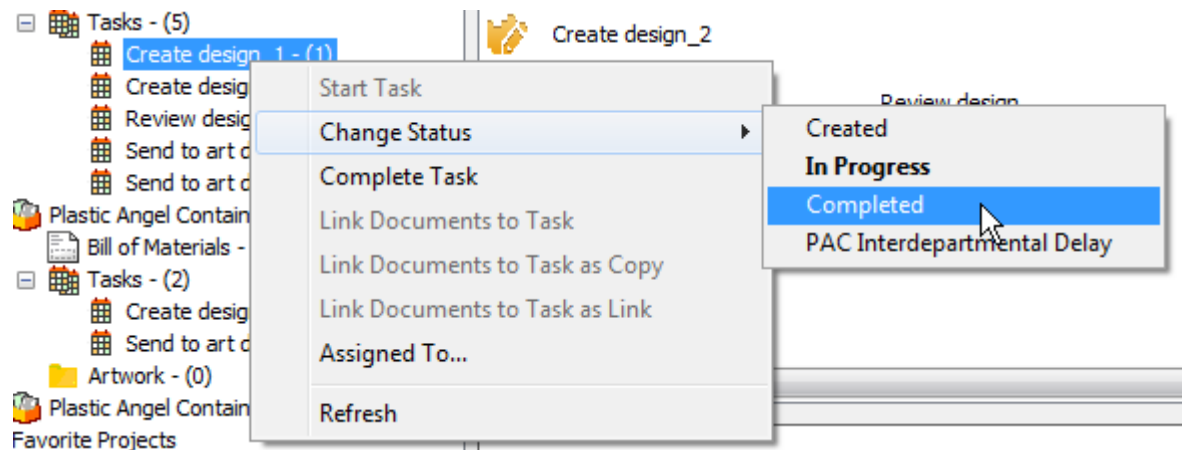 Tasks - (5)
Create design_1 - (1)
Create desig
Review desig
Send to art d
Send to art d
Plastic Angel Contain
Bill of Materials -
Tasks - (2)
Create desig
Send to art d
Artwork - (0)
Plastic Angel Contain
Favorite Projects
Create design_2
Review design
Start Task
Change Status
Complete Task
Link Documents to Task
Link Documents to Task as Copy
Link Documents to Task as Link
Assigned To...
Refresh
Created
In Progress
Completed
PAC Interdepartmental Delay